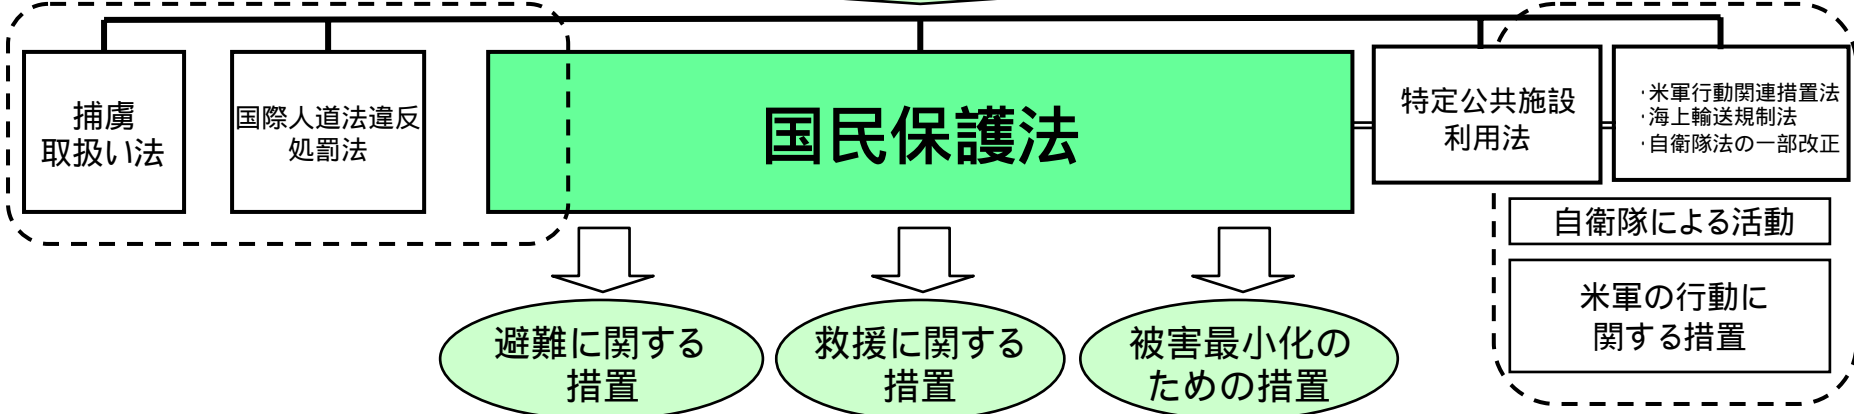 捕虜
取扱い法
国際人道法違反
処罰法
国民保護法
特定公共施設
利用法
・米軍行動関連措置法
・海上輸送規制法
・自衛隊法の一部改正
自衛隊による活動
米軍の行動に
関する措置
避難に関する
措置
救援に関する
措置
被害最小化の
ための措置